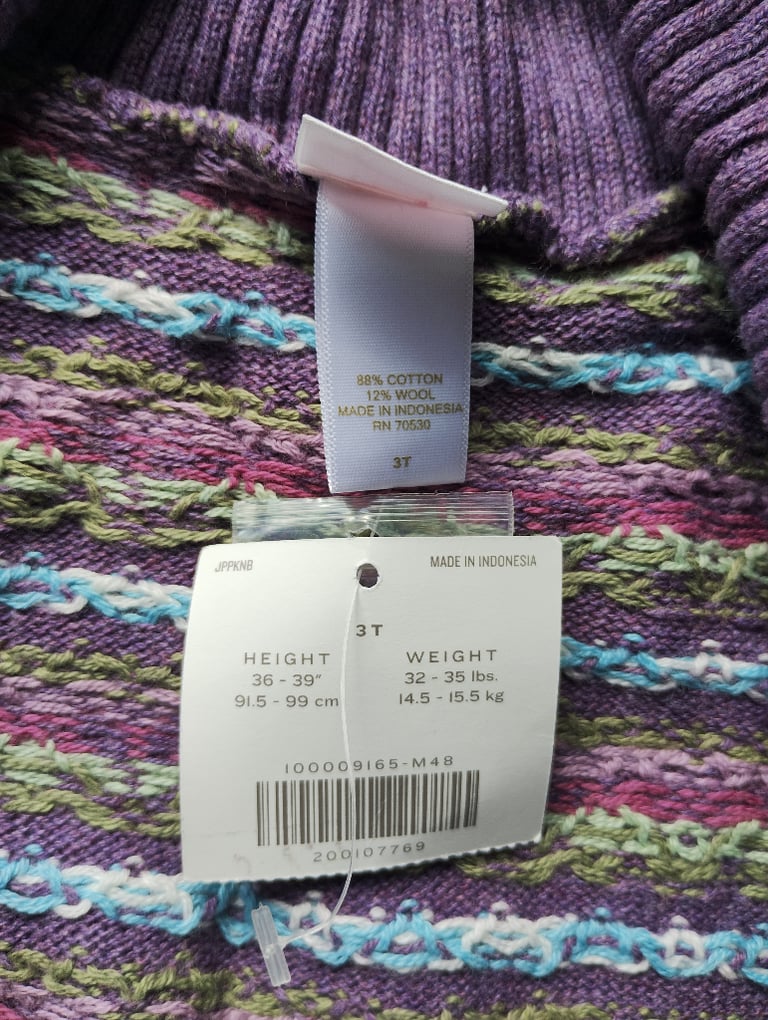 88% COTTON
12% WOOL
MADE IN INDONESIA
RN 70530
3T
JPPKNB MADE IN INDONESIA
3T
HEIGHT WEIGHT
36 - 39" 32 - 35 lbs.
91.5 - 99 cm 14.5 - 15.5 kg
100009165-M48
200107769